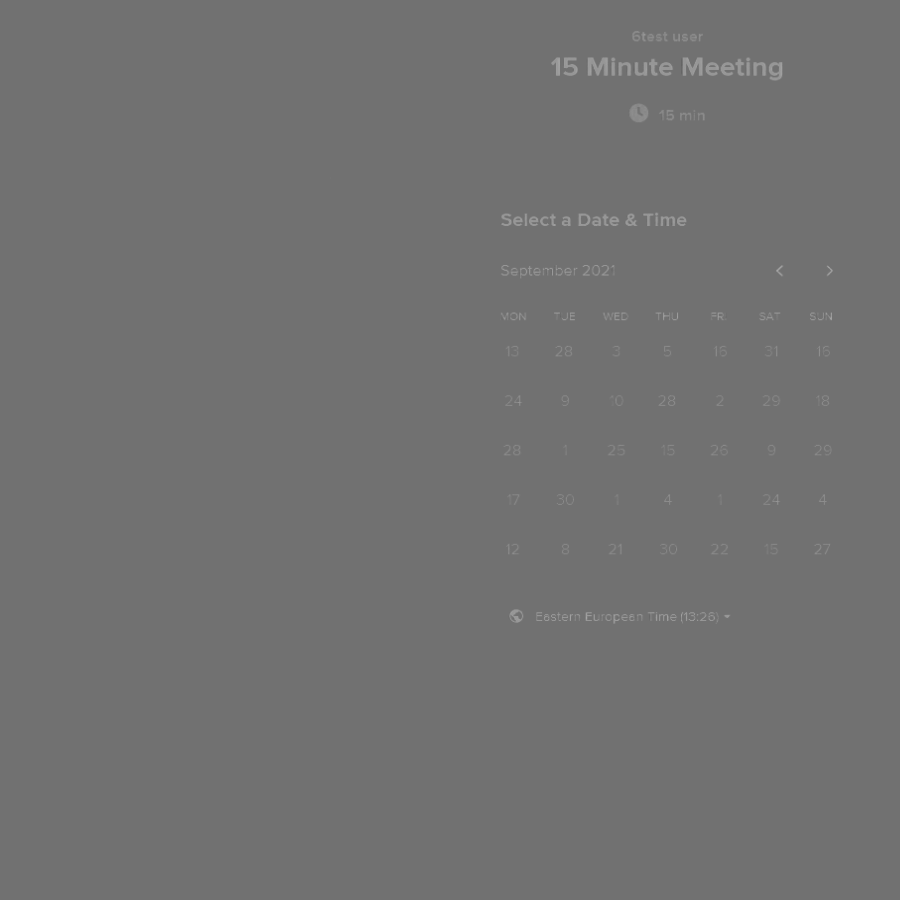 6test user
15 Minute Meeting
15 min
Select a Date & Time
September 2021
MON TUE WED THU FR SAT SUN
13 28 3 5 16 31 16
24 9 10 28 2 29 18
28 1 25 15 26 9 29
17 30 1 4 1 24 4
12 8 21 30 22 15 27
Eastern European Time (13:26)